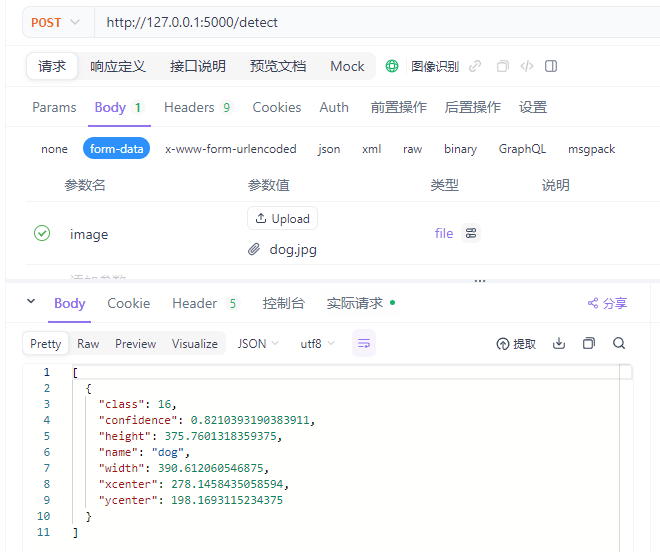 POST http://127.0.0.1:5000/detect
请求 响应定义 接口说明 预览文档 Mock 图像识别
Params Body 1 Headers 9 Cookies Auth 前置操作 后置操作 设置
none form-data x-www-form-urlencoded json xml raw binary GraphQL msgpack
参数名 参数值 类型 说明
Upload
image file
dog.jpg
添加参数
Body Cookie Header 5 控制台 实际请求 分享
Pretty Raw Preview Visualize JSON utf8 提取
1 [
2 {
3 "class": 16,
4 "confidence": 0.8210393190383911,
5 "height": 375.7601318359375,
6 "name": "dog",
7 "width": 390.612060546875,
8 "xcenter": 278.1458435058594,
9 "ycenter": 198.1693115234375
10 }
11 ]